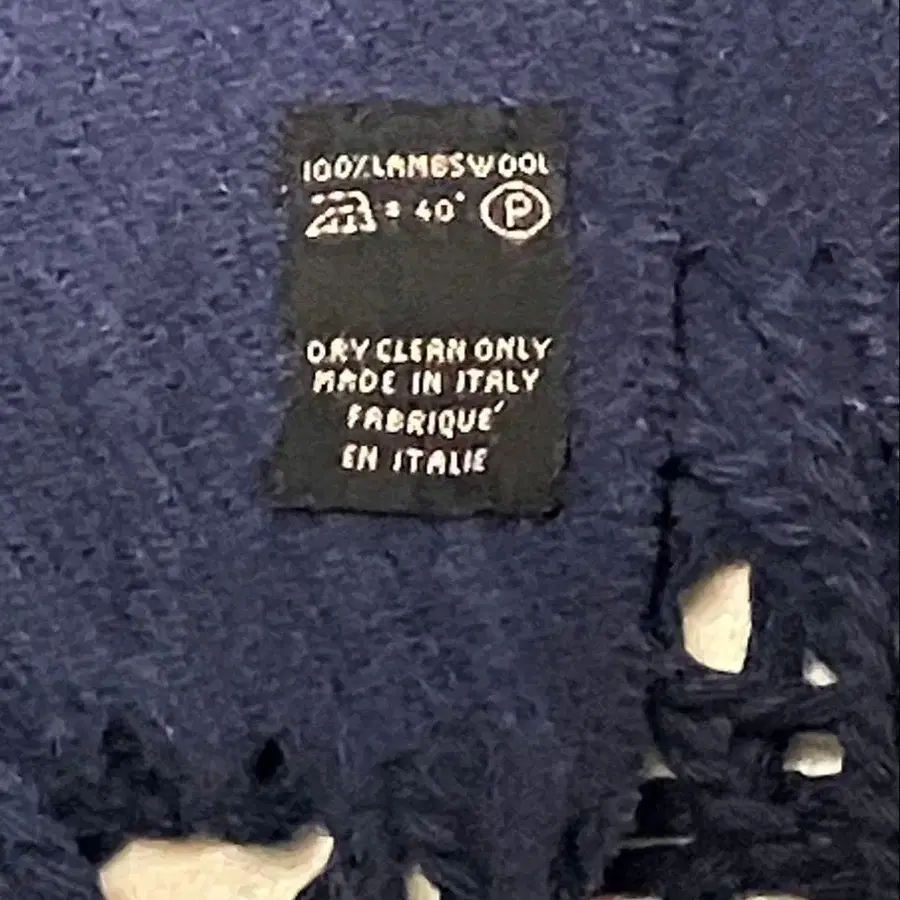 100% LAMBSWOOL
= 40° P
DRY CLEAN ONLY
MADE IN ITALY
FABRIQUE´
EN ITALIE